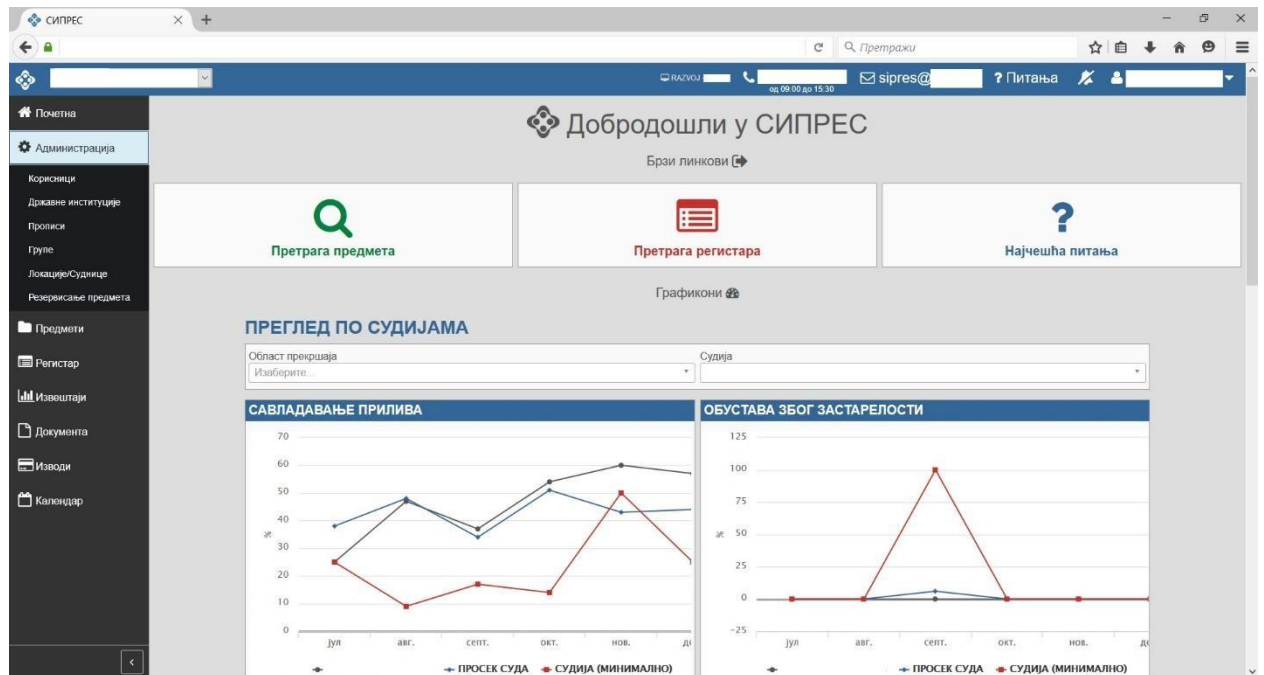 СИПРЕС
Претражи
RAZVOJ
од 09:00 до 15:30
sipres@
? Питања
Почетна
Администрација
Корисници
Државне институције
Прописи
Групе
Локације/Суднице
Резервисање предмета
Предмети
Регистар
Извештаји
Документа
Изводи
Календар
Добродошли у СИПРЕС
Брзи линкови
Претрага предмета
Претрага регистара
?
Најчешћа питања
Графикони
ПРЕГЛЕД ПО СУДИЈАМА
Област прекршаја
Изаберите...
Судија
САВЛАДАВАЊЕ ПРИЛИВА
70
60
50
40
%
30
20
10
0
јул авг. септ. окт. нов. де
ПРОСЕК СУДА СУДИЈА (МИНИМАЛНО)
ОБУСТАВА ЗБОГ ЗАСТАРЕЛОСТИ
125
100
75
%
50
25
0
-25
јул авг. септ. окт. нов. де
ПРОСЕК СУДА СУДИЈА (МИНИМАЛНО)